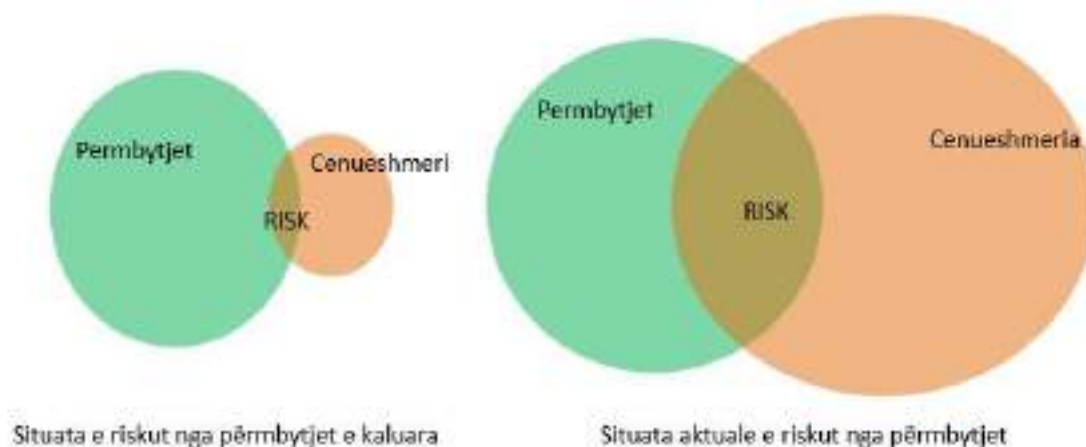 Permbytjet
Cenueshmeri
RISK
Situata e riskut nga përmbytjet e kaluara
Permbytjet
Cenueshmeria
RISK
Situata aktuale e riskut nga përmbytjet